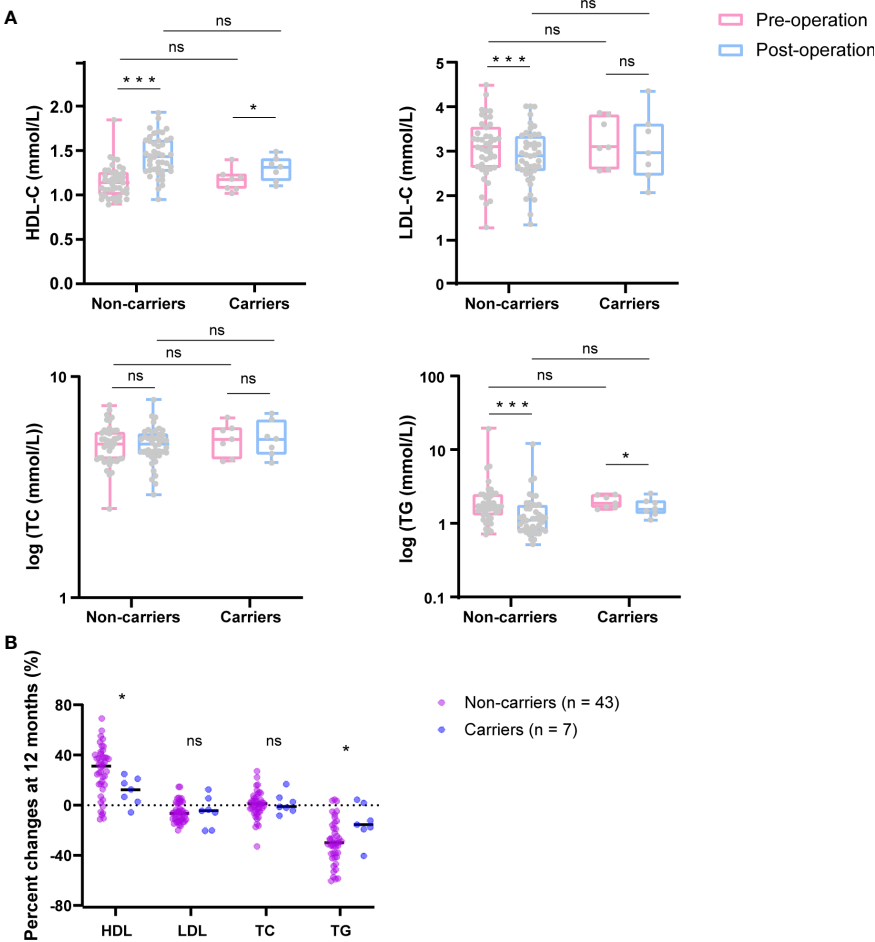 A
ns
ns
* * *
*
HDL-C (mmol/L)
2.0
1.5
1.0
0.5
0.0
Non-carriers
Carriers
ns
ns
* * *
ns
LDL-C (mmol/L)
5
4
3
2
1
0
Non-carriers
Carriers
Pre-operation
Post-operation
ns
ns
ns
ns
log (TC (mmol/L))
10
1
Non-carriers
Carriers
ns
ns
* * *
*
log (TG (mmol/L))
100
10
1
0.1
Non-carriers
Carriers
B
Percent changes at 12 months (%)
80
40
0
-40
-80
*
ns
ns
*
HDL
LDL
TC
TG
Non-carriers (n = 43)
Carriers (n = 7)